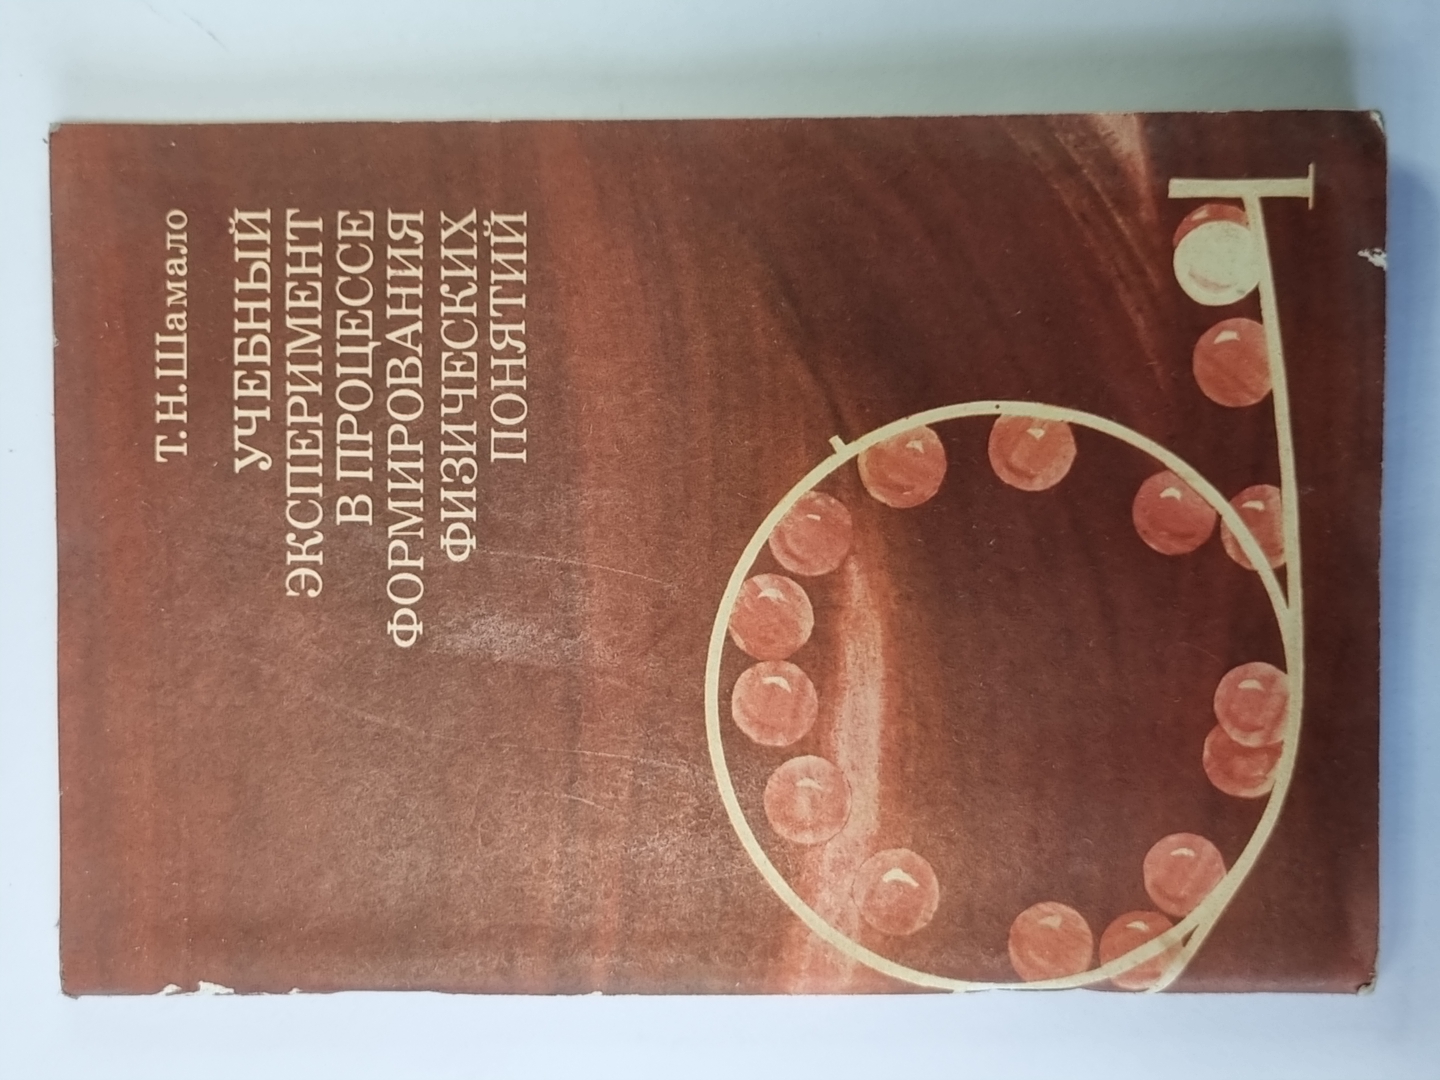 Т.Н.Шамало
УЧЕБНЫЙ
ЭКСПЕРИМЕНТ
В ПРОЦЕССЕ
ФОРМИРОВАНИЯ
ФИЗИЧЕСКИХ
ПОНЯТИЙ